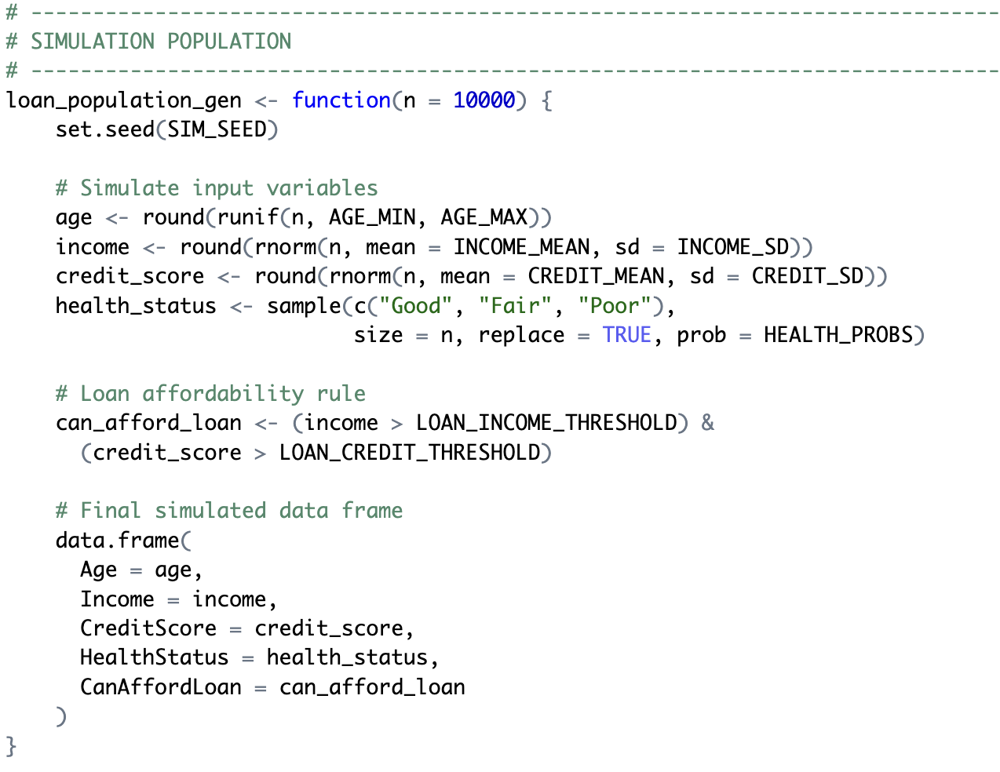 # ------------------------------------------------------------------------------
# SIMULATION POPULATION
# ------------------------------------------------------------------------------
loan_population_gen <- function(n = 10000) {
    set.seed(SIM_SEED)

    # Simulate input variables
    age <- round(runif(n, AGE_MIN, AGE_MAX))
    income <- round(rnorm(n, mean = INCOME_MEAN, sd = INCOME_SD))
    credit_score <- round(rnorm(n, mean = CREDIT_MEAN, sd = CREDIT_SD))
    health_status <- sample(c("Good", "Fair", "Poor"),
                            size = n, replace = TRUE, prob = HEALTH_PROBS)

    # Loan affordability rule
    can_afford_loan <- (income > LOAN_INCOME_THRESHOLD) &
      (credit_score > LOAN_CREDIT_THRESHOLD)

    # Final simulated data frame
    data.frame(
      Age = age,
      Income = income,
      CreditScore = credit_score,
      HealthStatus = health_status,
      CanAffordLoan = can_afford_loan
    )
}